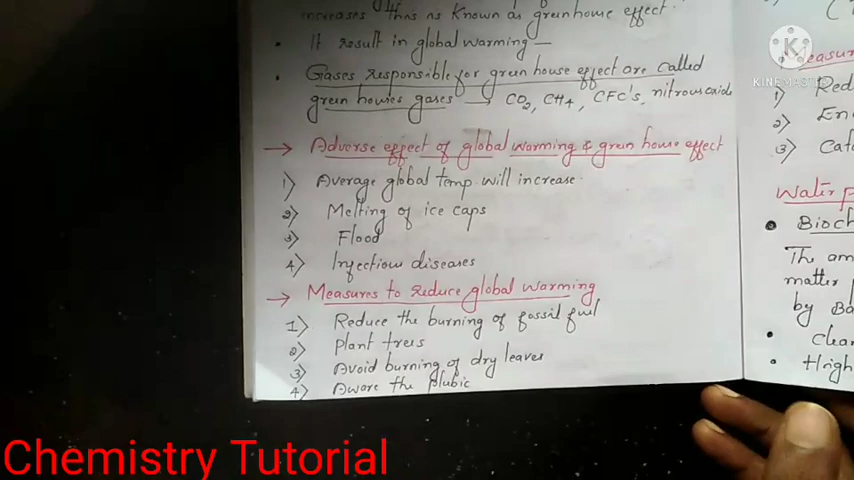 increases this is known as greenhouse effect.
• It result in global warming —
• Gases responsible for green house effect are called
green houses gases → CO2, CH4, CFC's, nitrous oxide
→ Adverse effect of global warming & green house effect
1) Average global temp will increase.
2) Melting of ice caps
3) Flood
4) Injectious diseases
→ Measures to reduce global warming
1) Reduce the burning of fossil fuel
2) Plant trees
3) Avoid burning of dry leaves
4) Aware the plubic
Measur
1) Red
2) En
3) Cata
Water p
• Bioch
The am
matter
by Ba
• Clea
• High
K
KINEMASTER
Chemistry Tutorial